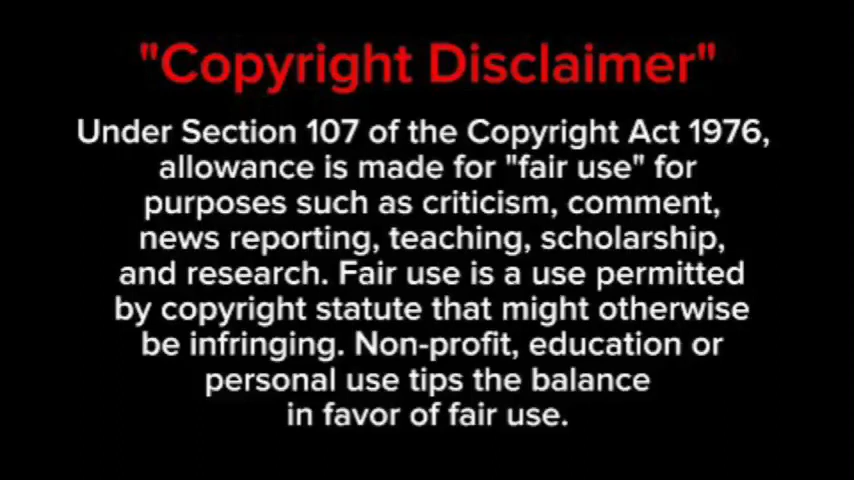 "Copyright Disclaimer"
Under Section 107 of the Copyright Act 1976,
allowance is made for "fair use" for
purposes such as criticism, comment,
news reporting, teaching, scholarship,
and research. Fair use is a use permitted
by copyright statute that might otherwise
be infringing. Non-profit, education or
personal use tips the balance
in favor of fair use.